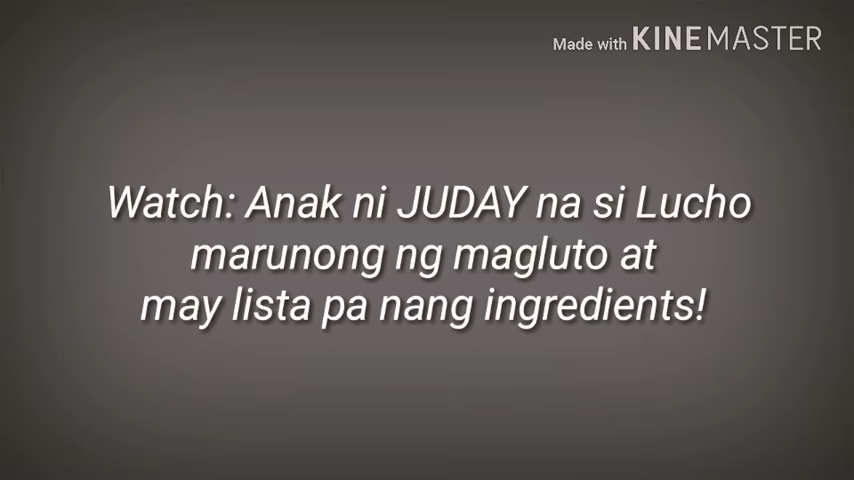 Made with KINEMASTER
Watch: Anak ni JUDAY na si Lucho
marunong ng magluto at
may lista pa nang ingredients!